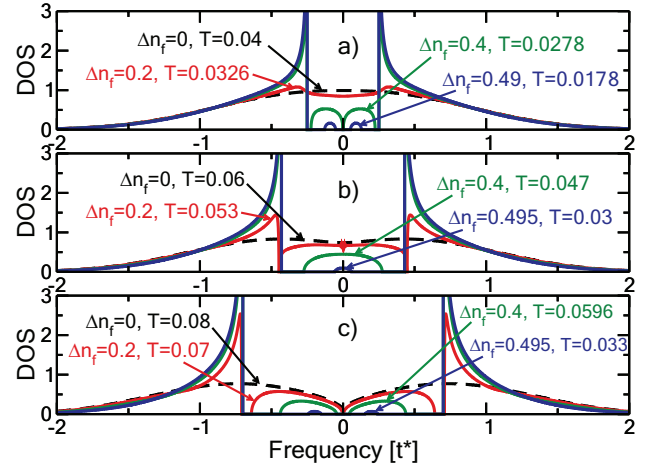 3
2
1
0
DOS
a)
Δn_f=0, T=0.04
Δn_f=0.2, T=0.0326
Δn_f=0.4, T=0.0278
Δn_f=0.49, T=0.0178
-2 -1 0 1 2
3
2
1
0
DOS
b)
Δn_f=0, T=0.06
Δn_f=0.2, T=0.053
Δn_f=0.4, T=0.047
Δn_f=0.495, T=0.03
-2 -1 0 1 2
3
2
1
0
DOS
c)
Δn_f=0, T=0.08
Δn_f=0.2, T=0.07
Δn_f=0.4, T=0.0596
Δn_f=0.495, T=0.033
-2 -1 0 1 2
Frequency [t*]